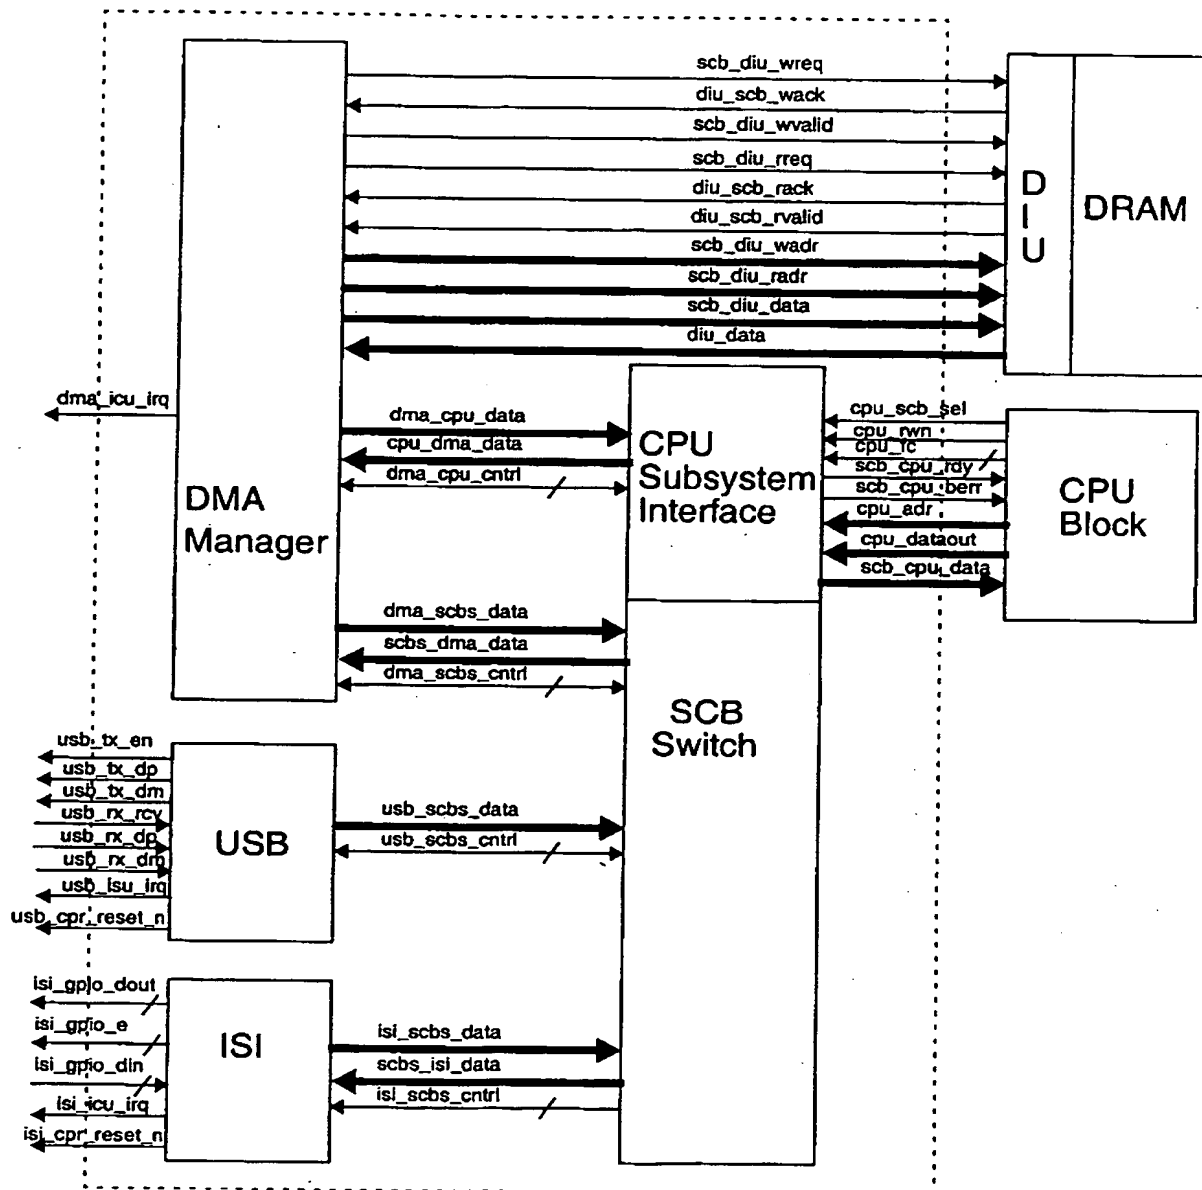 scb_diu_wreq
diu_scb_wack
scb_diu_wvalid
scb_diu_rreq
diu_scb_rack
diu_scb_rvalid
scb_diu_wadr
scb_diu_radr
scb_diu_data
diu_data
D
I
U
DRAM
dma_icu_irq
DMA
Manager
dma_cpu_data
cpu_dma_data
dma_cpu_cntrl
CPU
Subsystem
Interface
cpu_scb_sel
cpu_rwn
cpu_fc
scb_cpu_rdy
scb_cpu_berr
cpu_adr
cpu_dataout
scb_cpu_data
CPU
Block
dma_scbs_data
scbs_dma_data
dma_scbs_cntrl
SCB
Switch
usb_tx_en
usb_tx_dp
usb_tx_dm
usb_rx_rcv
usb_rx_dp
usb_rx_dm
usb_isu_irq
usb_cpr_reset_n
USB
usb_scbs_data
usb_scbs_cntrl
isi_gpio_dout
isi_gpio_e
isi_gpio_din
isi_icu_irq
isi_cpr_reset_n
ISI
isi_scbs_data
scbs_isi_data
isi_scbs_cntrl